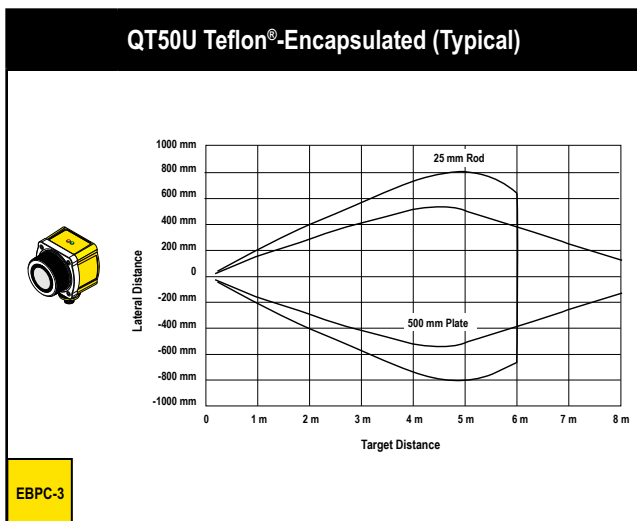 QT50U Teflon®-Encapsulated (Typical)
1000 mm
800 mm
600 mm
400 mm
200 mm
0
-200 mm
-400 mm
-600 mm
-800 mm
-1000 mm
Lateral Distance
25 mm Rod
500 mm Plate
0 1 m 2 m 3 m 4 m 5 m 6 m 7 m 8 m
Target Distance
EBPC-3